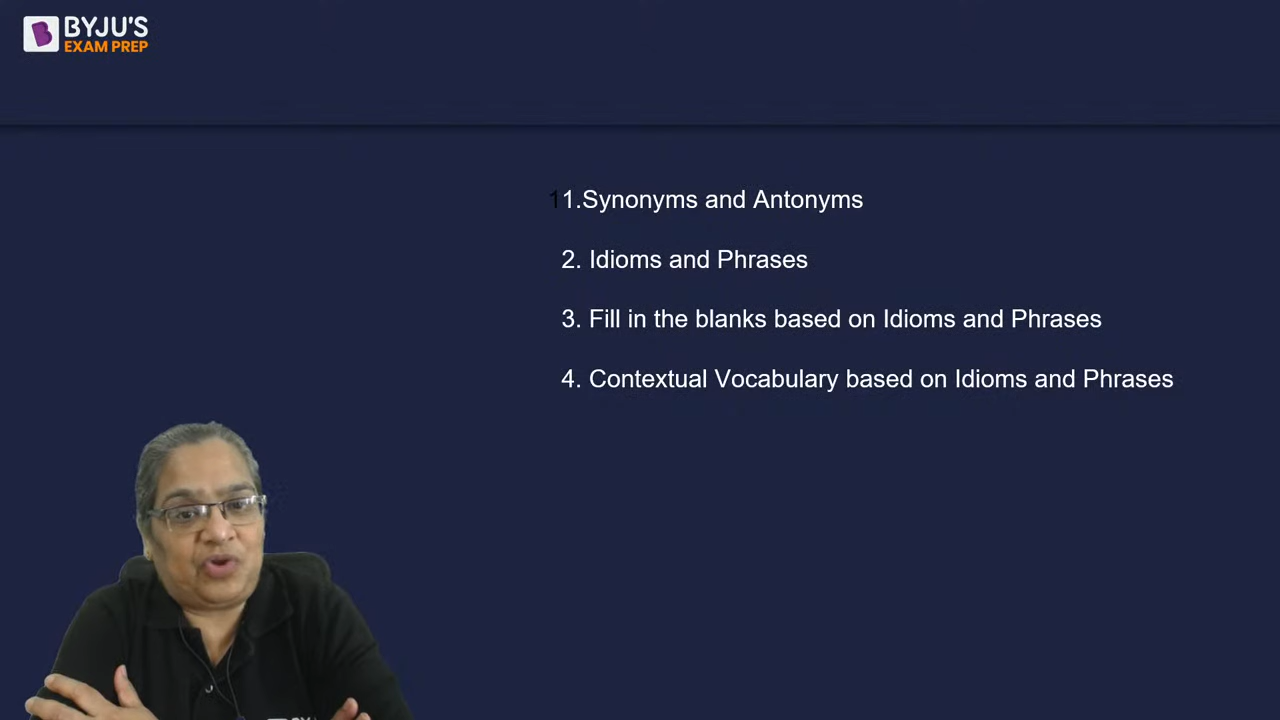 BYJU'S
EXAM PREP
11.Synonyms and Antonyms
2. Idioms and Phrases
3. Fill in the blanks based on Idioms and Phrases
4. Contextual Vocabulary based on Idioms and Phrases